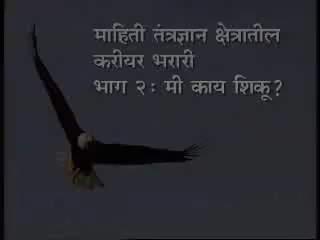 माहिती तंत्रज्ञान क्षेत्रातील
करीयर भरारी
भाग २: मी काय शिकू?